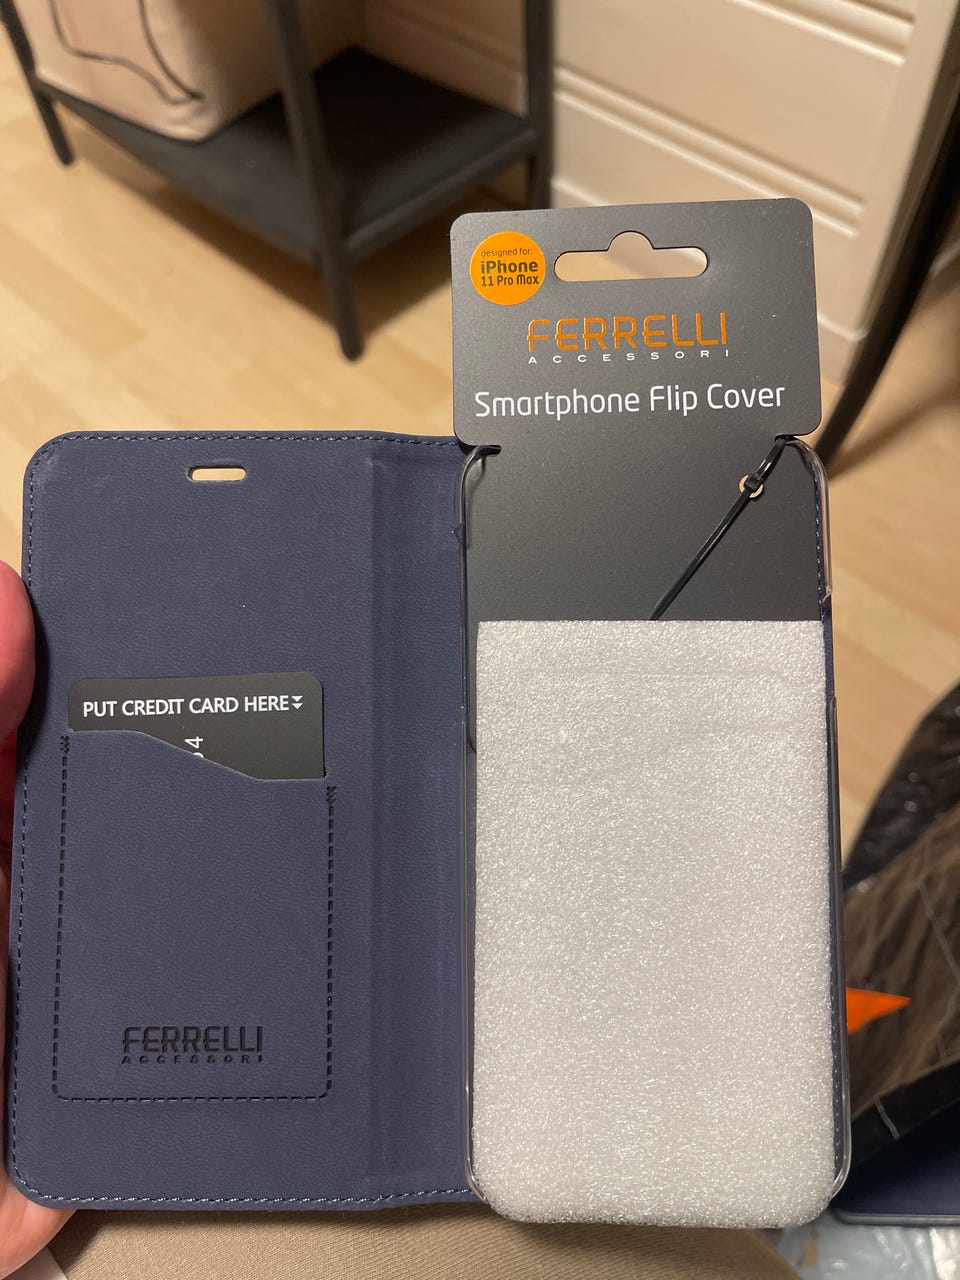 designed for:
iPhone
11 Pro Max
FERRELLI
ACCESSORI
Smartphone Flip Cover
PUT CREDIT CARD HERE
FERRELLI
ACCESSORI